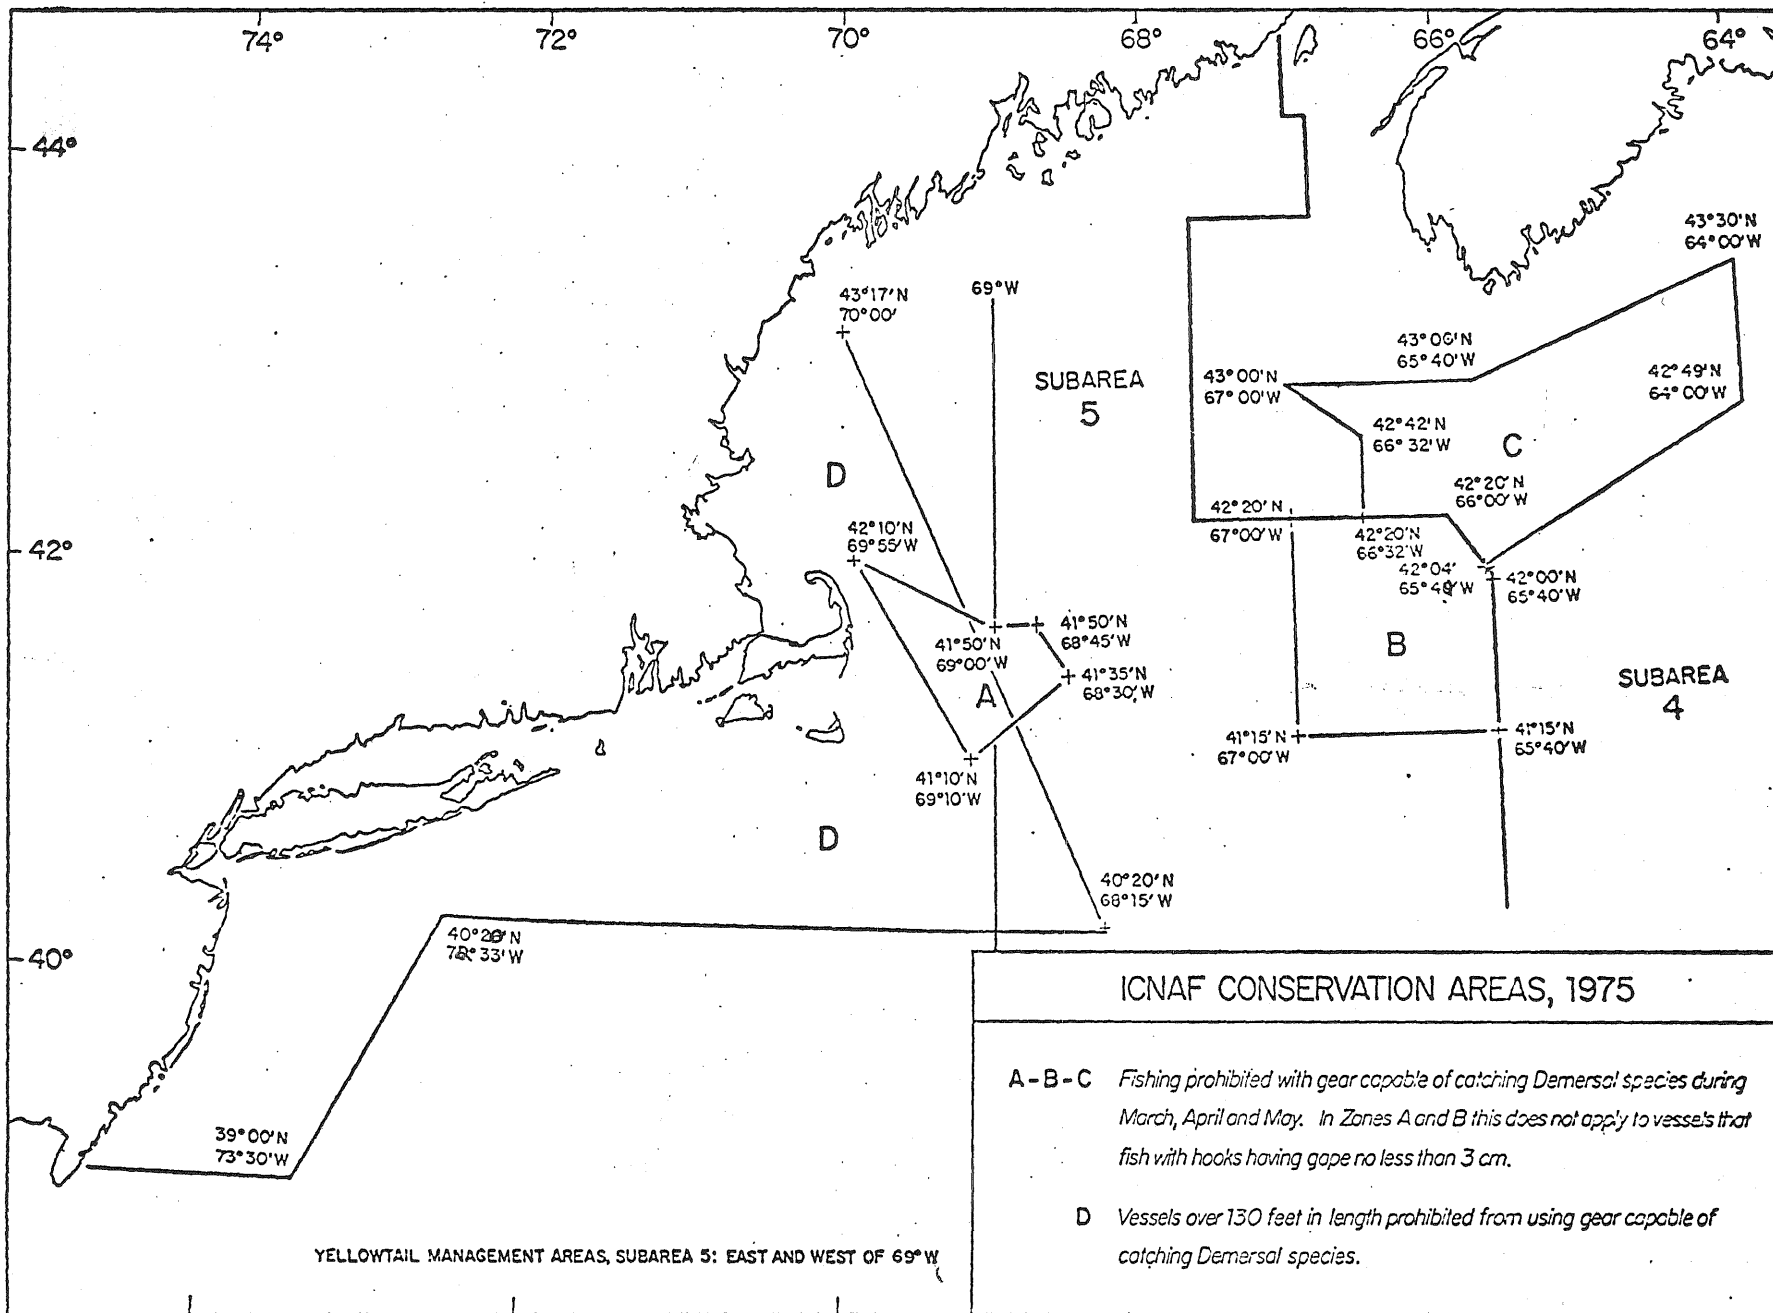 74°
72°
70°
68°
66°
64°
44°
42°
40°
43°30'N
64°00'W
43°17'N
70°00'
69°W
43°06'N
65°40'W
SUBAREA
5
43°00'N
67°00'W
42°49'N
64°00'W
42°42'N
66°32'W
C
D
42°20'N
66°00'W
42°20'N
67°00'W
42°10'N
69°55'W
42°20'N
66°32'W
42°04'
42°00'N
65°40'W
41°50'N
69°00'W
41°50'N
68°45'W
B
41°35'N
68°30'W
A
SUBAREA
4
41°15'N
67°00'W
41°15'N
65°40'W
41°10'N
69°10'W
D
40°20'N
68°15'W
39°00'N
73°30'W
ICNAF CONSERVATION AREAS, 1975
A-B-C Fishing prohibited with gear capable of catching Demersal species during
March, April and May. In Zones A and B this does not apply to vessels that
fish with hooks having gape no less than 3 cm.
D Vessels over 130 feet in length prohibited from using gear capable of
catching Demersal species.
YELLOWTAIL MANAGEMENT AREAS, SUBAREA 5: EAST AND WEST OF 69°W